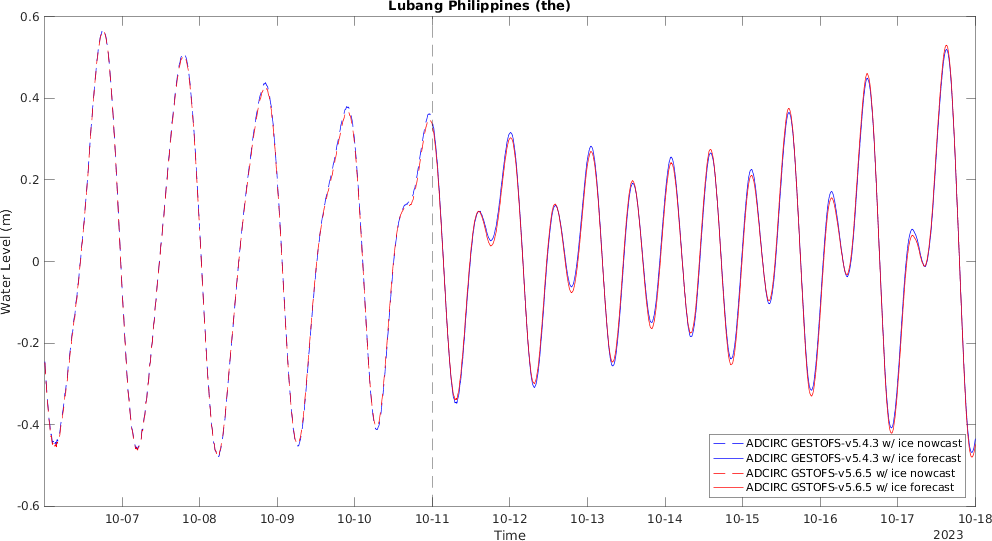 Lubang Philippines (the)
0.6
0.4
0.2
0
-0.2
-0.4
-0.6
Water Level (m)
ADCIRC GESTOFS-v5.4.3 w/ ice nowcast
ADCIRC GESTOFS-v5.4.3 w/ ice forecast
ADCIRC GSTOFS-v5.6.5 w/ ice nowcast
ADCIRC GSTOFS-v5.6.5 w/ ice forecast
10-07 10-08 10-09 10-10 10-11 10-12 10-13 10-14 10-15 10-16 10-17 10-18
Time
2023